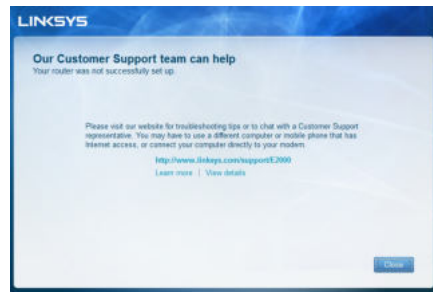 LINKSYS
Our Customer Support team can help
Your router was not successfully set up.
Please visit our website for troubleshooting tips or to chat with a Customer Support
representative. You may have to use a different computer or mobile phone that has
Internet access, or connect your computer directly to your modem.
http://www.linksys.com/support/E2000
Learn more | View details
Close